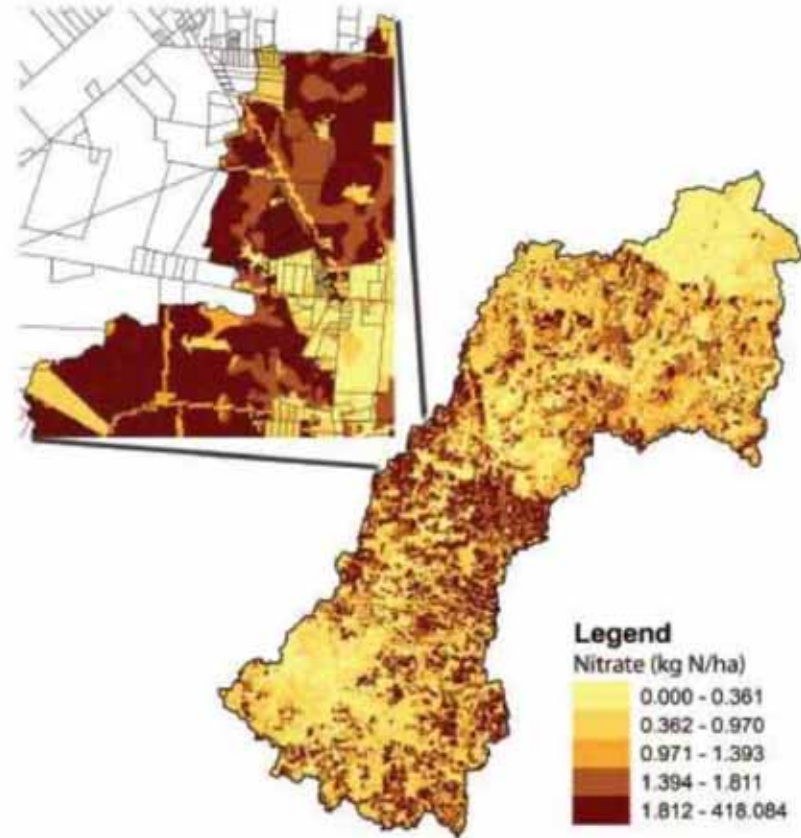 Legend
Nitrate (kg N/ha)
0.000 - 0.361
0.362 - 0.970
0.971 - 1.393
1.394 - 1.811
1.812 - 418.084